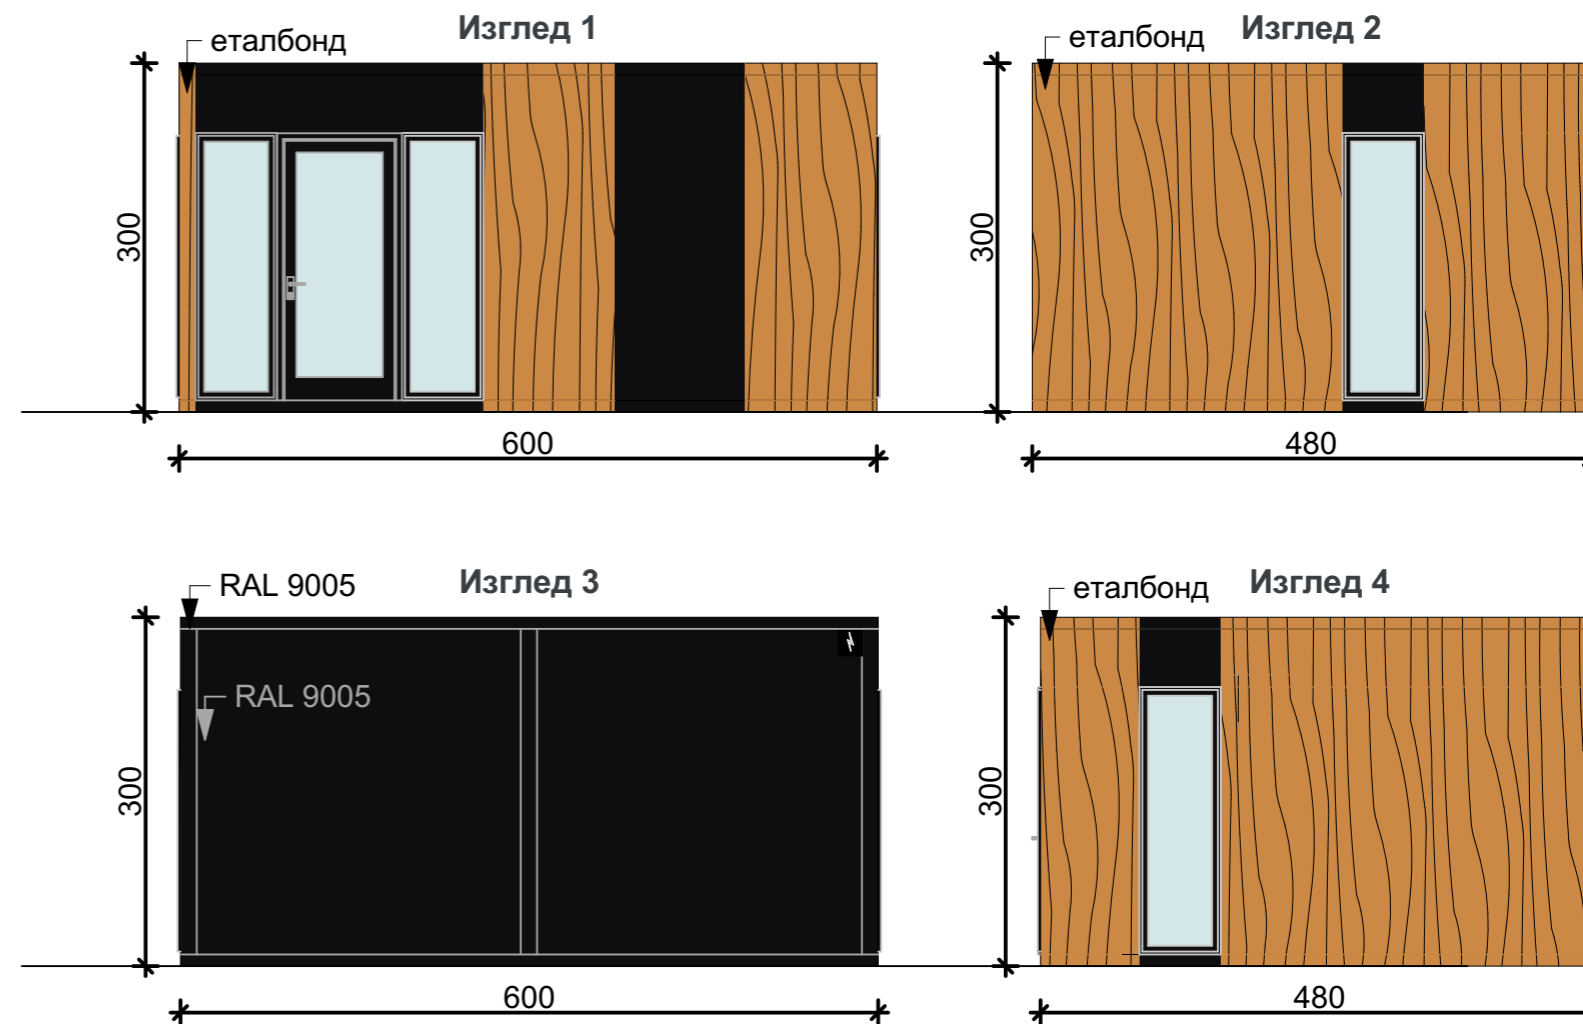 Изглед 1
еталбонд
300
600
Изглед 2
еталбонд
300
480
Изглед 3
RAL 9005
RAL 9005
300
600
Изглед 4
еталбонд
300
480